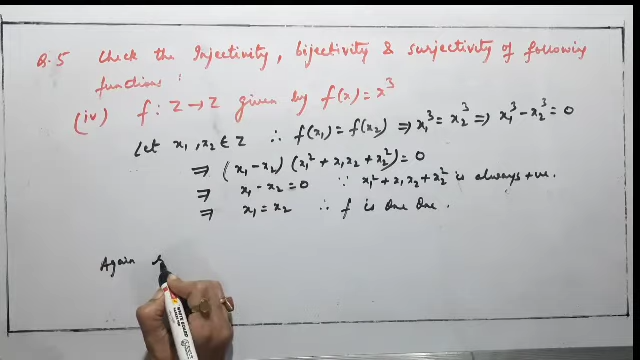 Q.5 Check the Injectivity, bijectivity & surjectivity of following
functions :
(iv) f : Z → Z given by f(x) = x³
Let x₁, x₂ ∈ Z ∴ f(x₁) = f(x₂) ⇒ x₁³ = x₂³ ⇒ x₁³ - x₂³ = 0
⇒ (x₁ - x₂) (x₁² + x₁x₂ + x₂²) = 0
⇒ x₁ - x₂ = 0 ∵ x₁² + x₁x₂ + x₂² is always +ve.
⇒ x₁ = x₂ ∴ f is One One.
Again